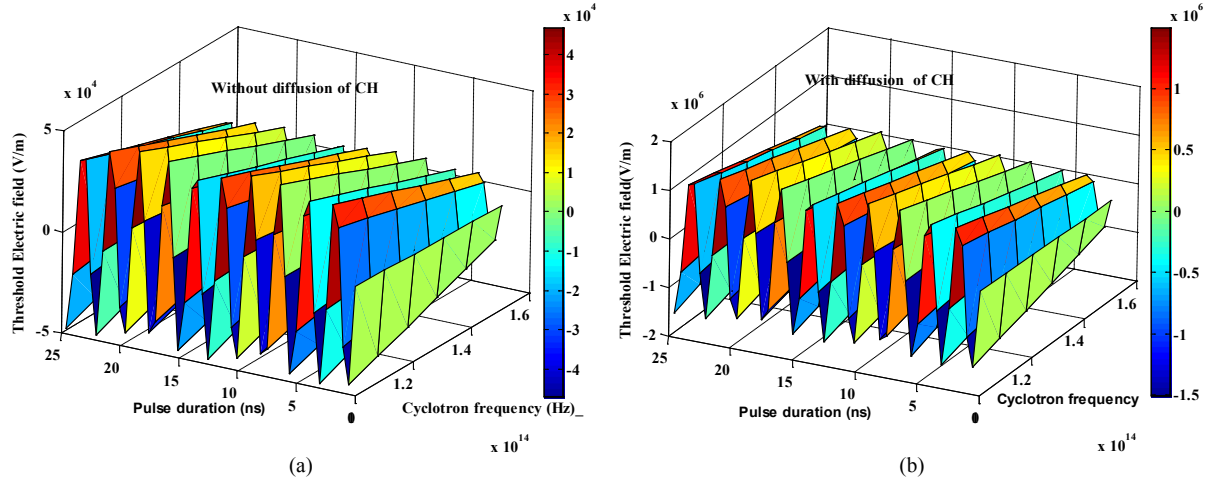 x 10^4
Without diffusion of CH
x 10^4
Threshold Electric field (V/m)
5
0
-5
25
20
15
10
5
0
Pulse duration (ns)
1.2
1.4
1.6
Cyclotron frequency (Hz)_
x 10^14
4
3
2
1
0
-1
-2
-3
-4
(a)
x 10^6
With diffusion of CH
x 10^6
Threshold Electric field(V/m)
2
1
0
-1
-2
25
20
15
10
5
0
Pulse duration (ns)
1.2
1.4
1.6
Cyclotron frequency
x 10^14
1
0.5
0
-0.5
-1
-1.5
(b)